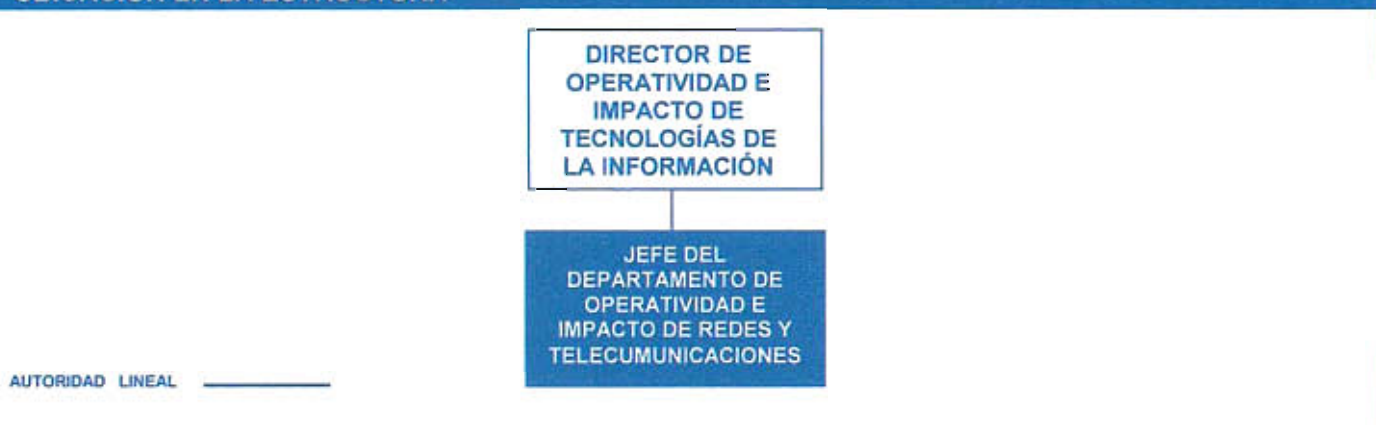 DIRECTOR DE
OPERATIVIDAD E
IMPACTO DE
TECNOLOGÍAS DE
LA INFORMACIÓN
JEFE DEL
DEPARTAMENTO DE
OPERATIVIDAD E
IMPACTO DE REDES Y
TELECUMUNICACIONES
AUTORIDAD LINEAL